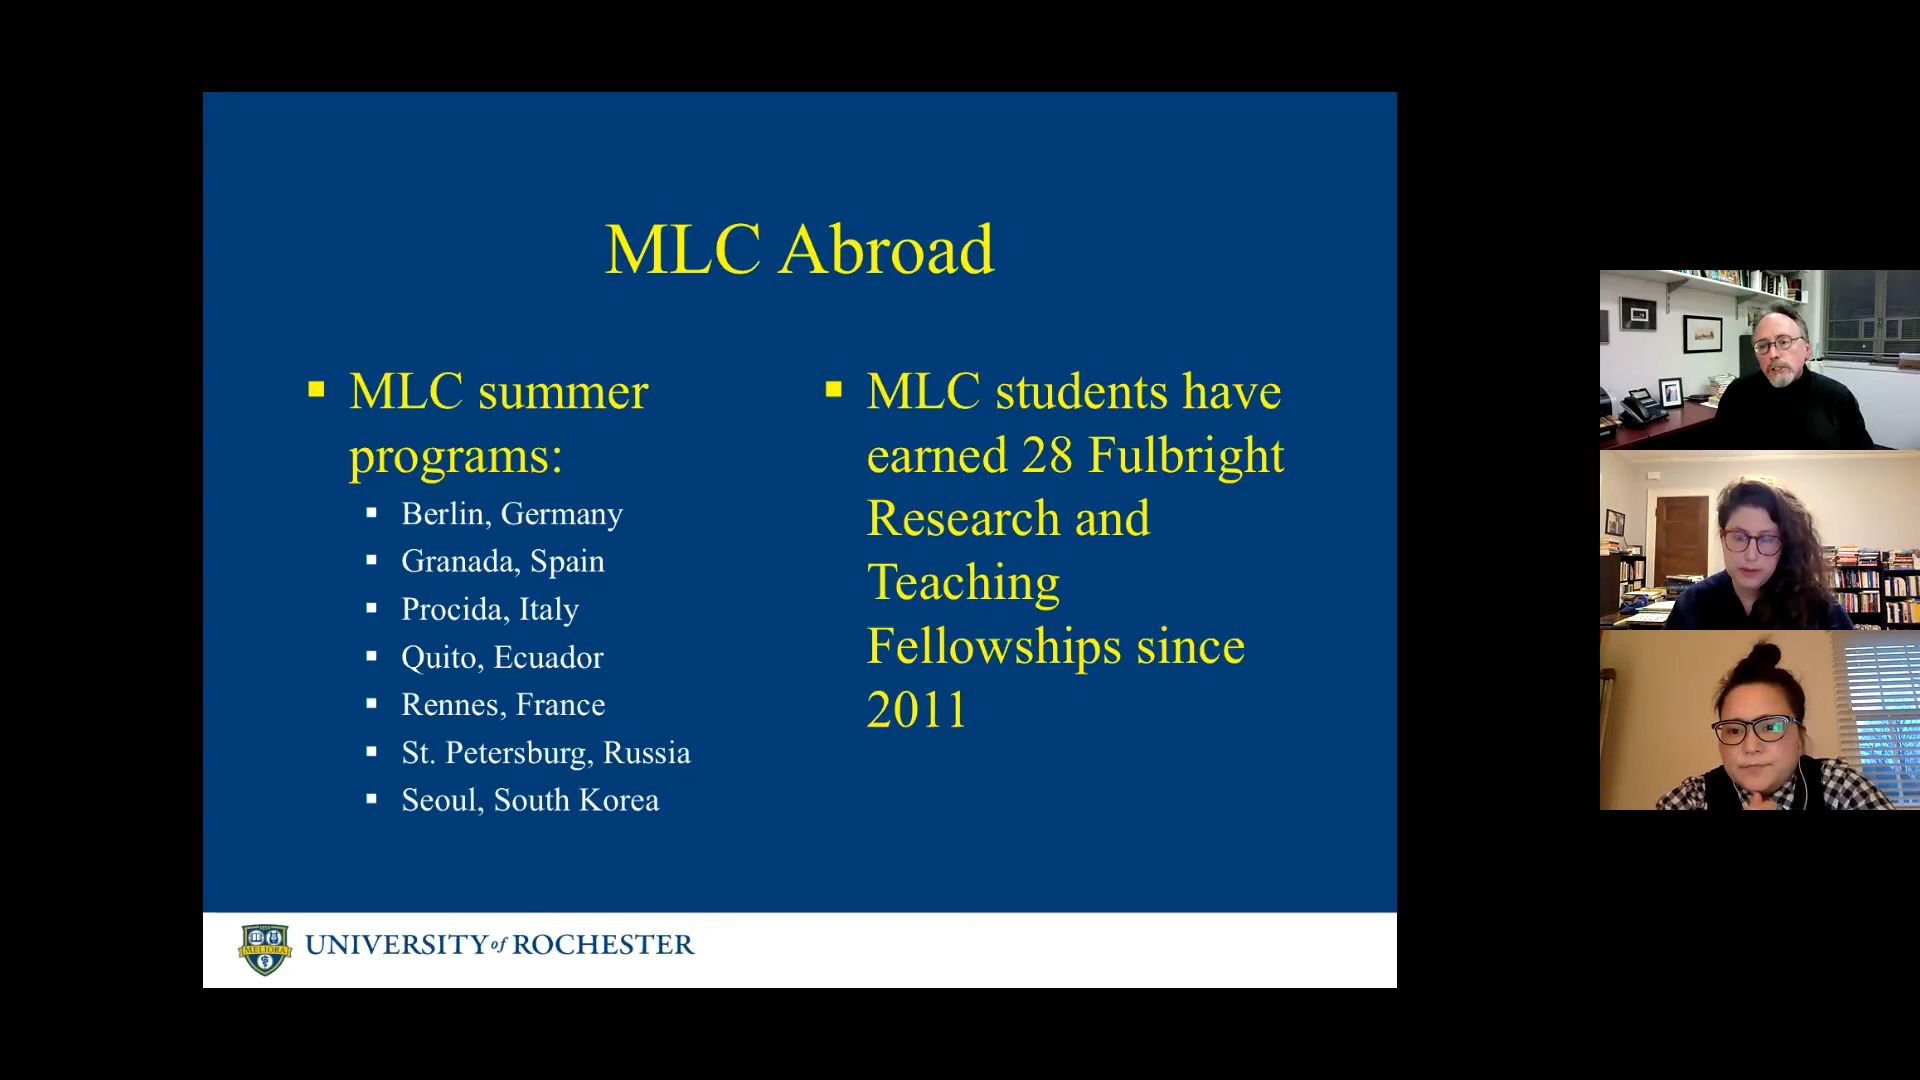 MLC Abroad
MLC summer
programs:
Berlin, Germany
Granada, Spain
Procida, Italy
Quito, Ecuador
Rennes, France
St. Petersburg, Russia
Seoul, South Korea
MLC students have
earned 28 Fulbright
Research and
Teaching
Fellowships since
2011
MELIORA
UNIVERSITY of ROCHESTER